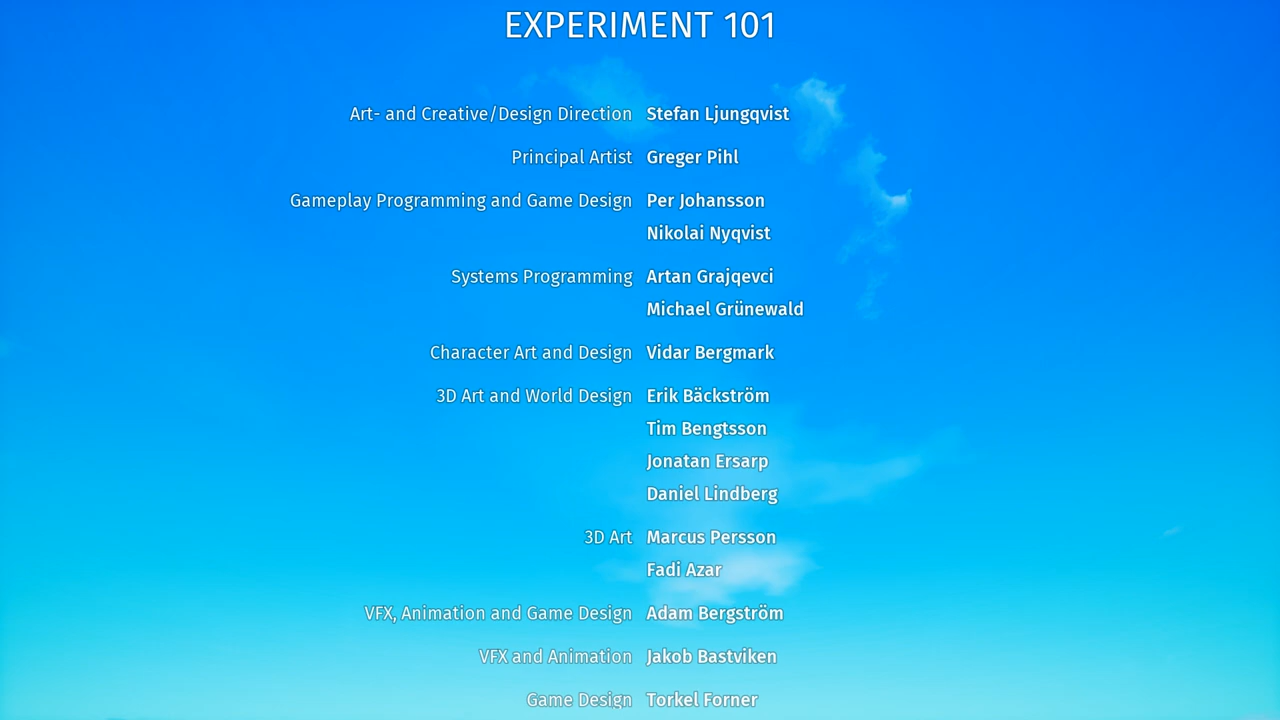 EXPERIMENT 101
Art- and Creative/Design Direction Stefan Ljungqvist
Principal Artist Greger Pihl
Gameplay Programming and Game Design Per Johansson
Nikolai Nyqvist
Systems Programming Artan Grajqevci
Michael Grünewald
Character Art and Design Vidar Bergmark
3D Art and World Design Erik Bäckström
Tim Bengtsson
Jonatan Ersarp
Daniel Lindberg
3D Art Marcus Persson
Fadi Azar
VFX, Animation and Game Design Adam Bergström
VFX and Animation Jakob Bastviken
Game Design Torkel Forner